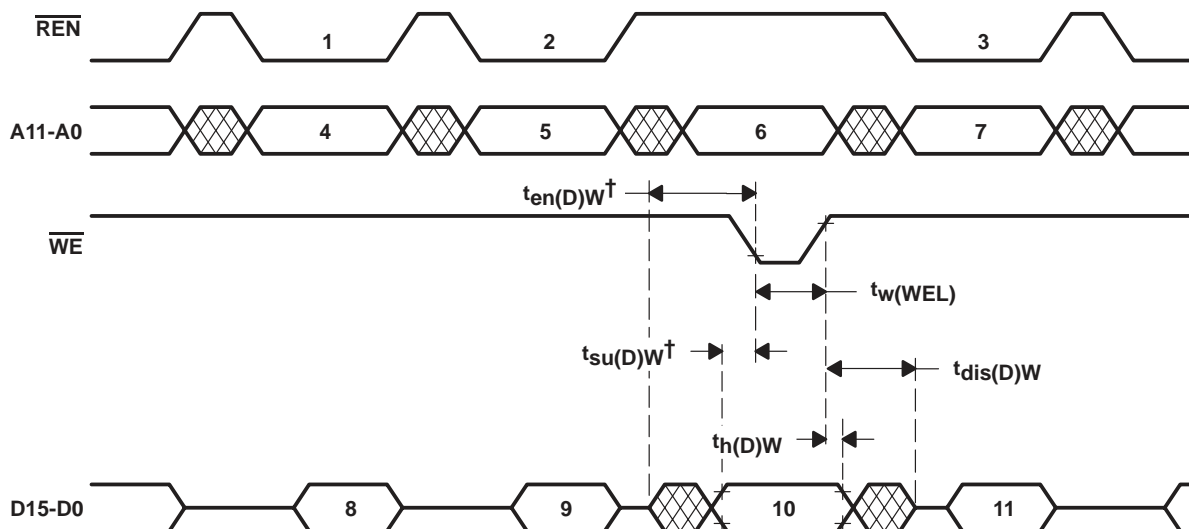 REN 1 2 3
A11-A0 4 5 6 7
ten(D)W†
WE
tw(WEL)
tsu(D)W†
tdis(D)W
th(D)W
D15-D0 8 9 10 11